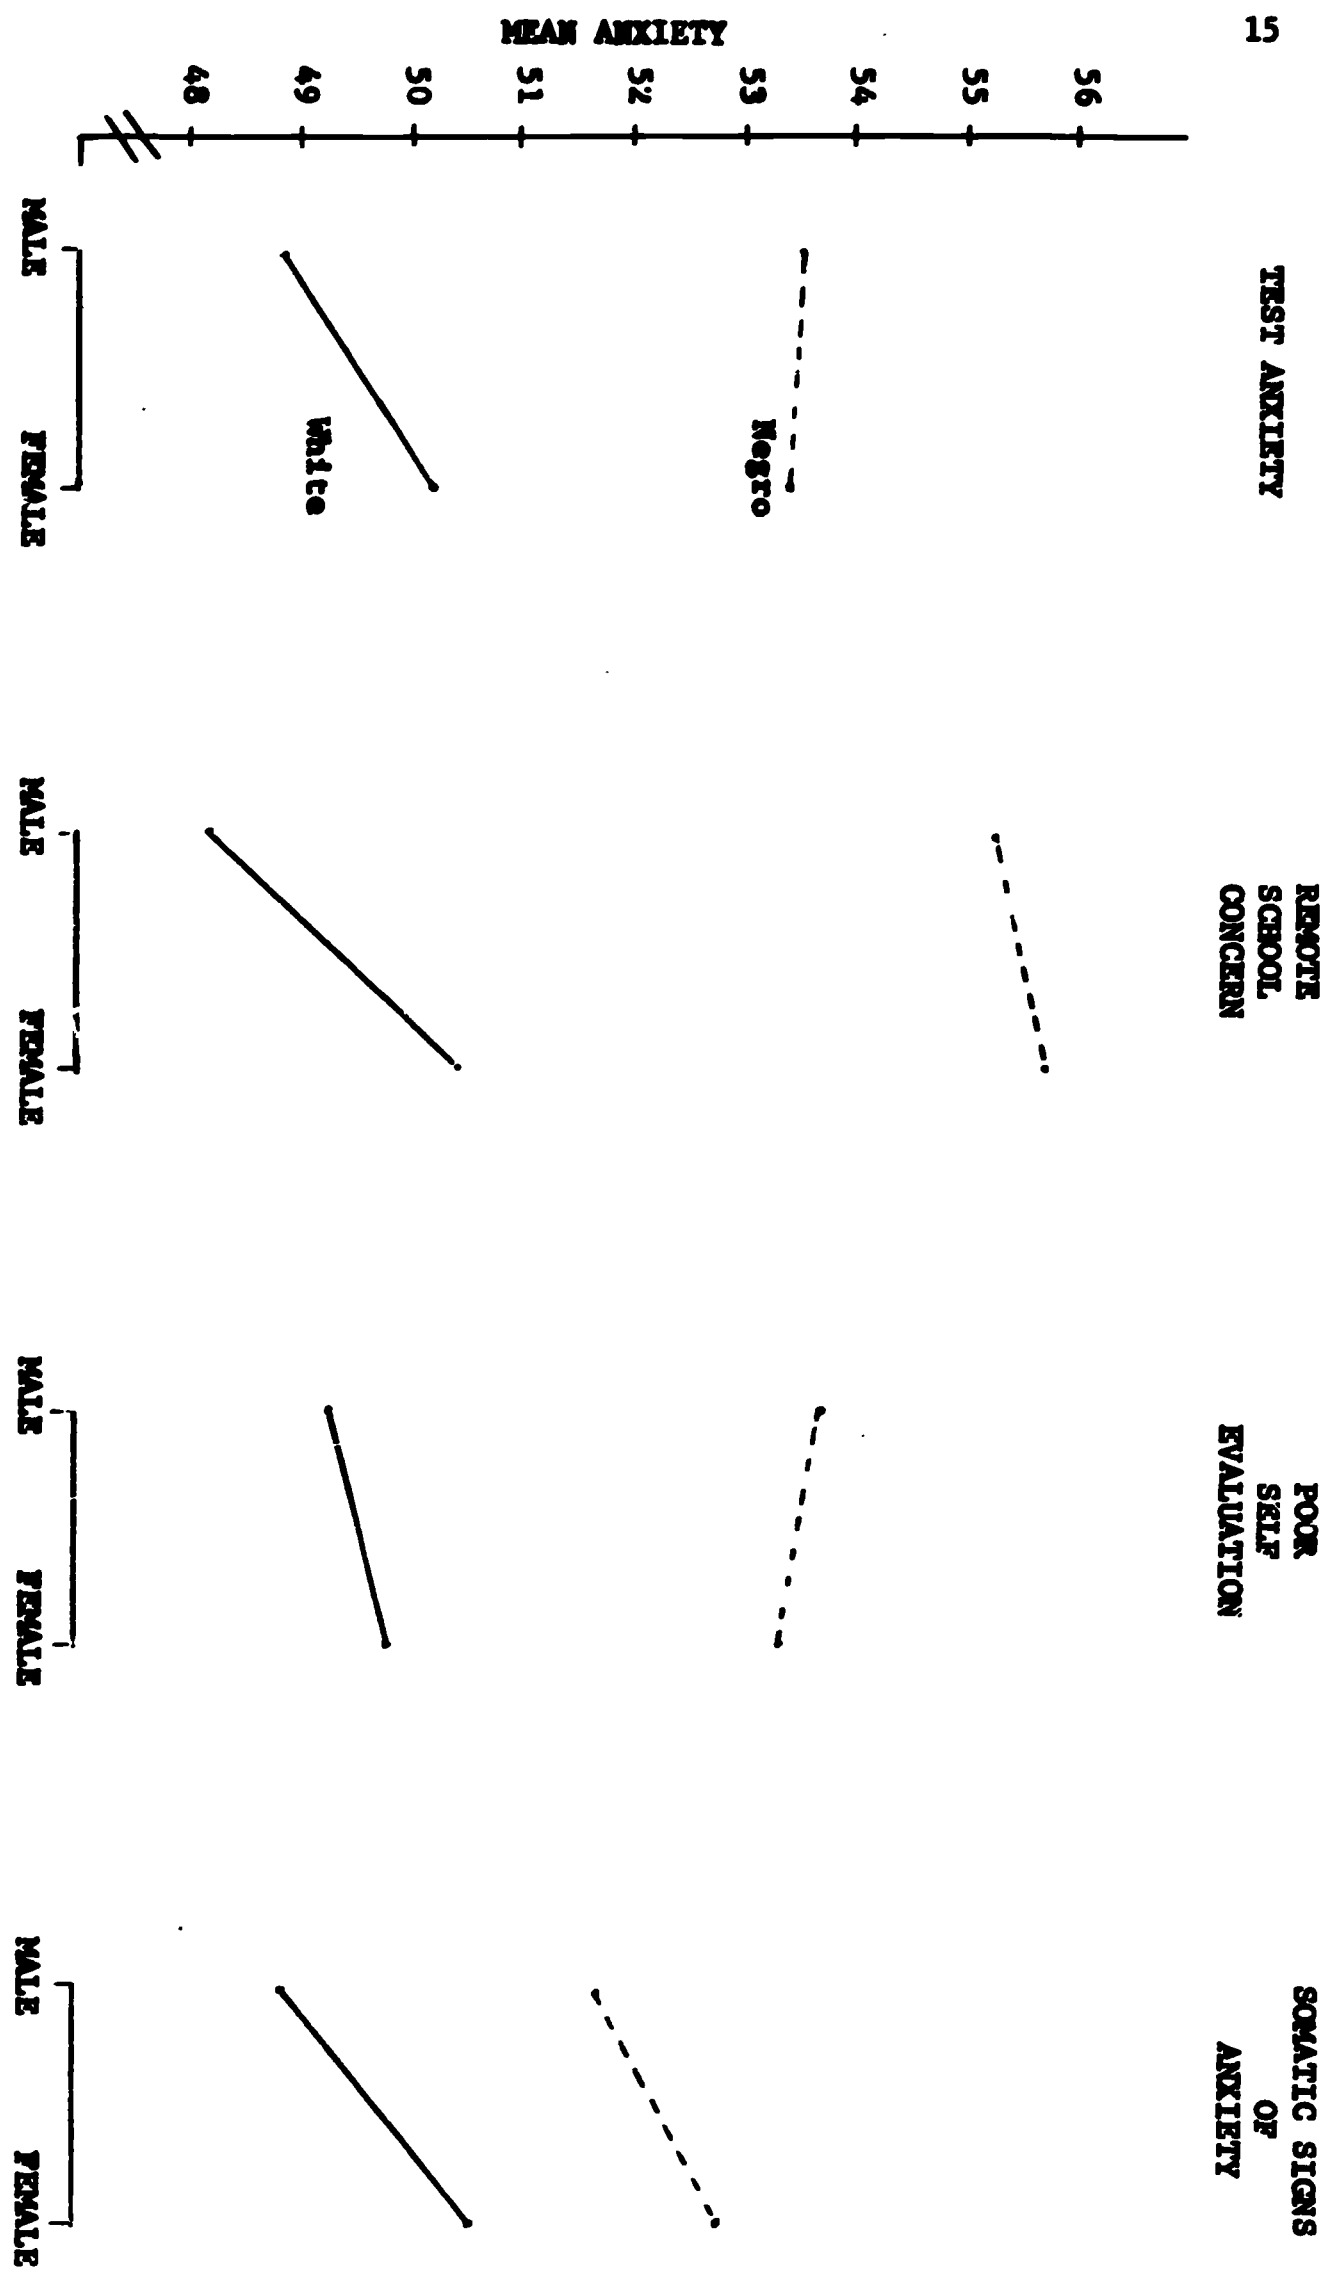 15
MEAN ANXIETY
56
55
54
53
52
51
50
49
48
TEST ANXIETY
Negro
White
MALE FEMALE
REMOTE
SCHOOL
CONCERN
MALE FEMALE
POOR
SELF
EVALUATION
MALE FEMALE
SOMATIC SIGNS
OF
ANXIETY
MALE FEMALE